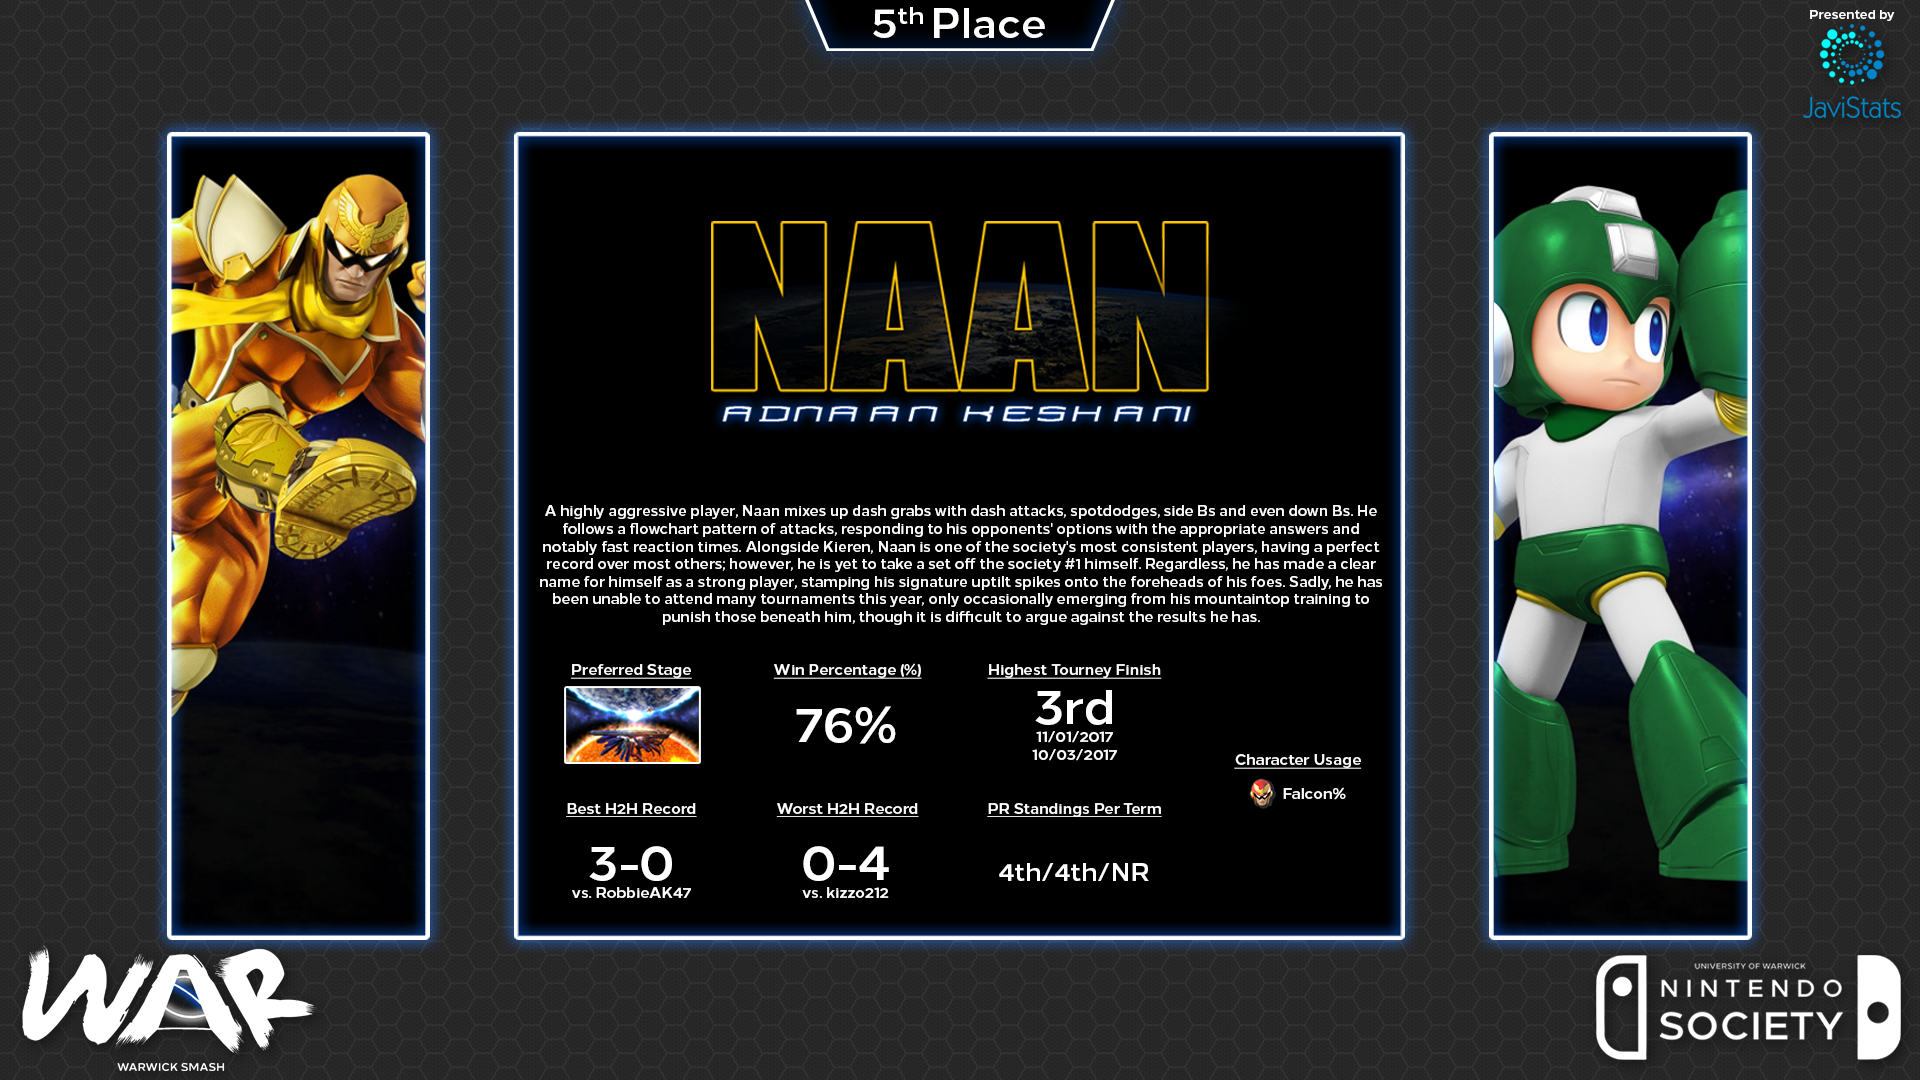 5th Place
Presented by
JaviStats
NAAN
ADNAAN KESHANI
A highly aggressive player, Naan mixes up dash grabs with dash attacks, spotdodges, side Bs and even down Bs. He
follows a flowchart pattern of attacks, responding to his opponents' options with the appropriate answers and
notably fast reaction times. Alongside Kieren, Naan is one of the society's most consistent players, having a perfect
record over most others; however, he is yet to take a set off the society #1 himself. Regardless, he has made a clear
name for himself as a strong player, stamping his signature uptilt spikes onto the foreheads of his foes. Sadly, he has
been unable to attend many tournaments this year, only occasionally emerging from his mountaintop training to
punish those beneath him, though it is difficult to argue against the results he has.
Preferred Stage
Win Percentage (%)
76%
Highest Tourney Finish
3rd
11/01/2017
10/03/2017
Character Usage
Falcon%
Best H2H Record
3-0
vs. RobbieAK47
Worst H2H Record
0-4
vs. kizzo212
PR Standings Per Term
4th/4th/NR
WAR
WARWICK SMASH
UNIVERSITY OF WARWICK
NINTENDO
SOCIETY